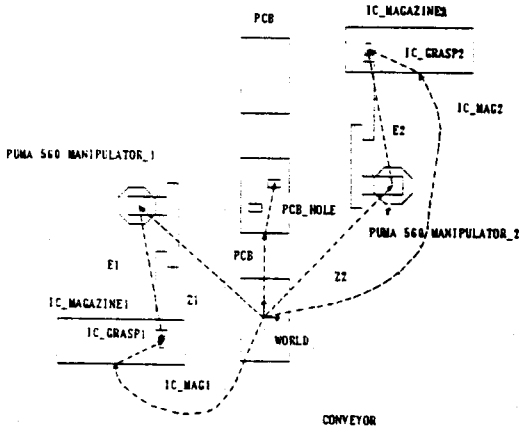 IC_MAGAZINE2
PCB
IC_GRASP2
IC_MAG2
E2
PUMA 560 MANIPULATOR_1
PCB_HOLE
PUMA 560 MANIPULATOR_2
PCB
E1
Z2
Z1
IC_MAGAZINE1
IC_GRASP1
WORLD
IC_MAG1
CONVEYOR